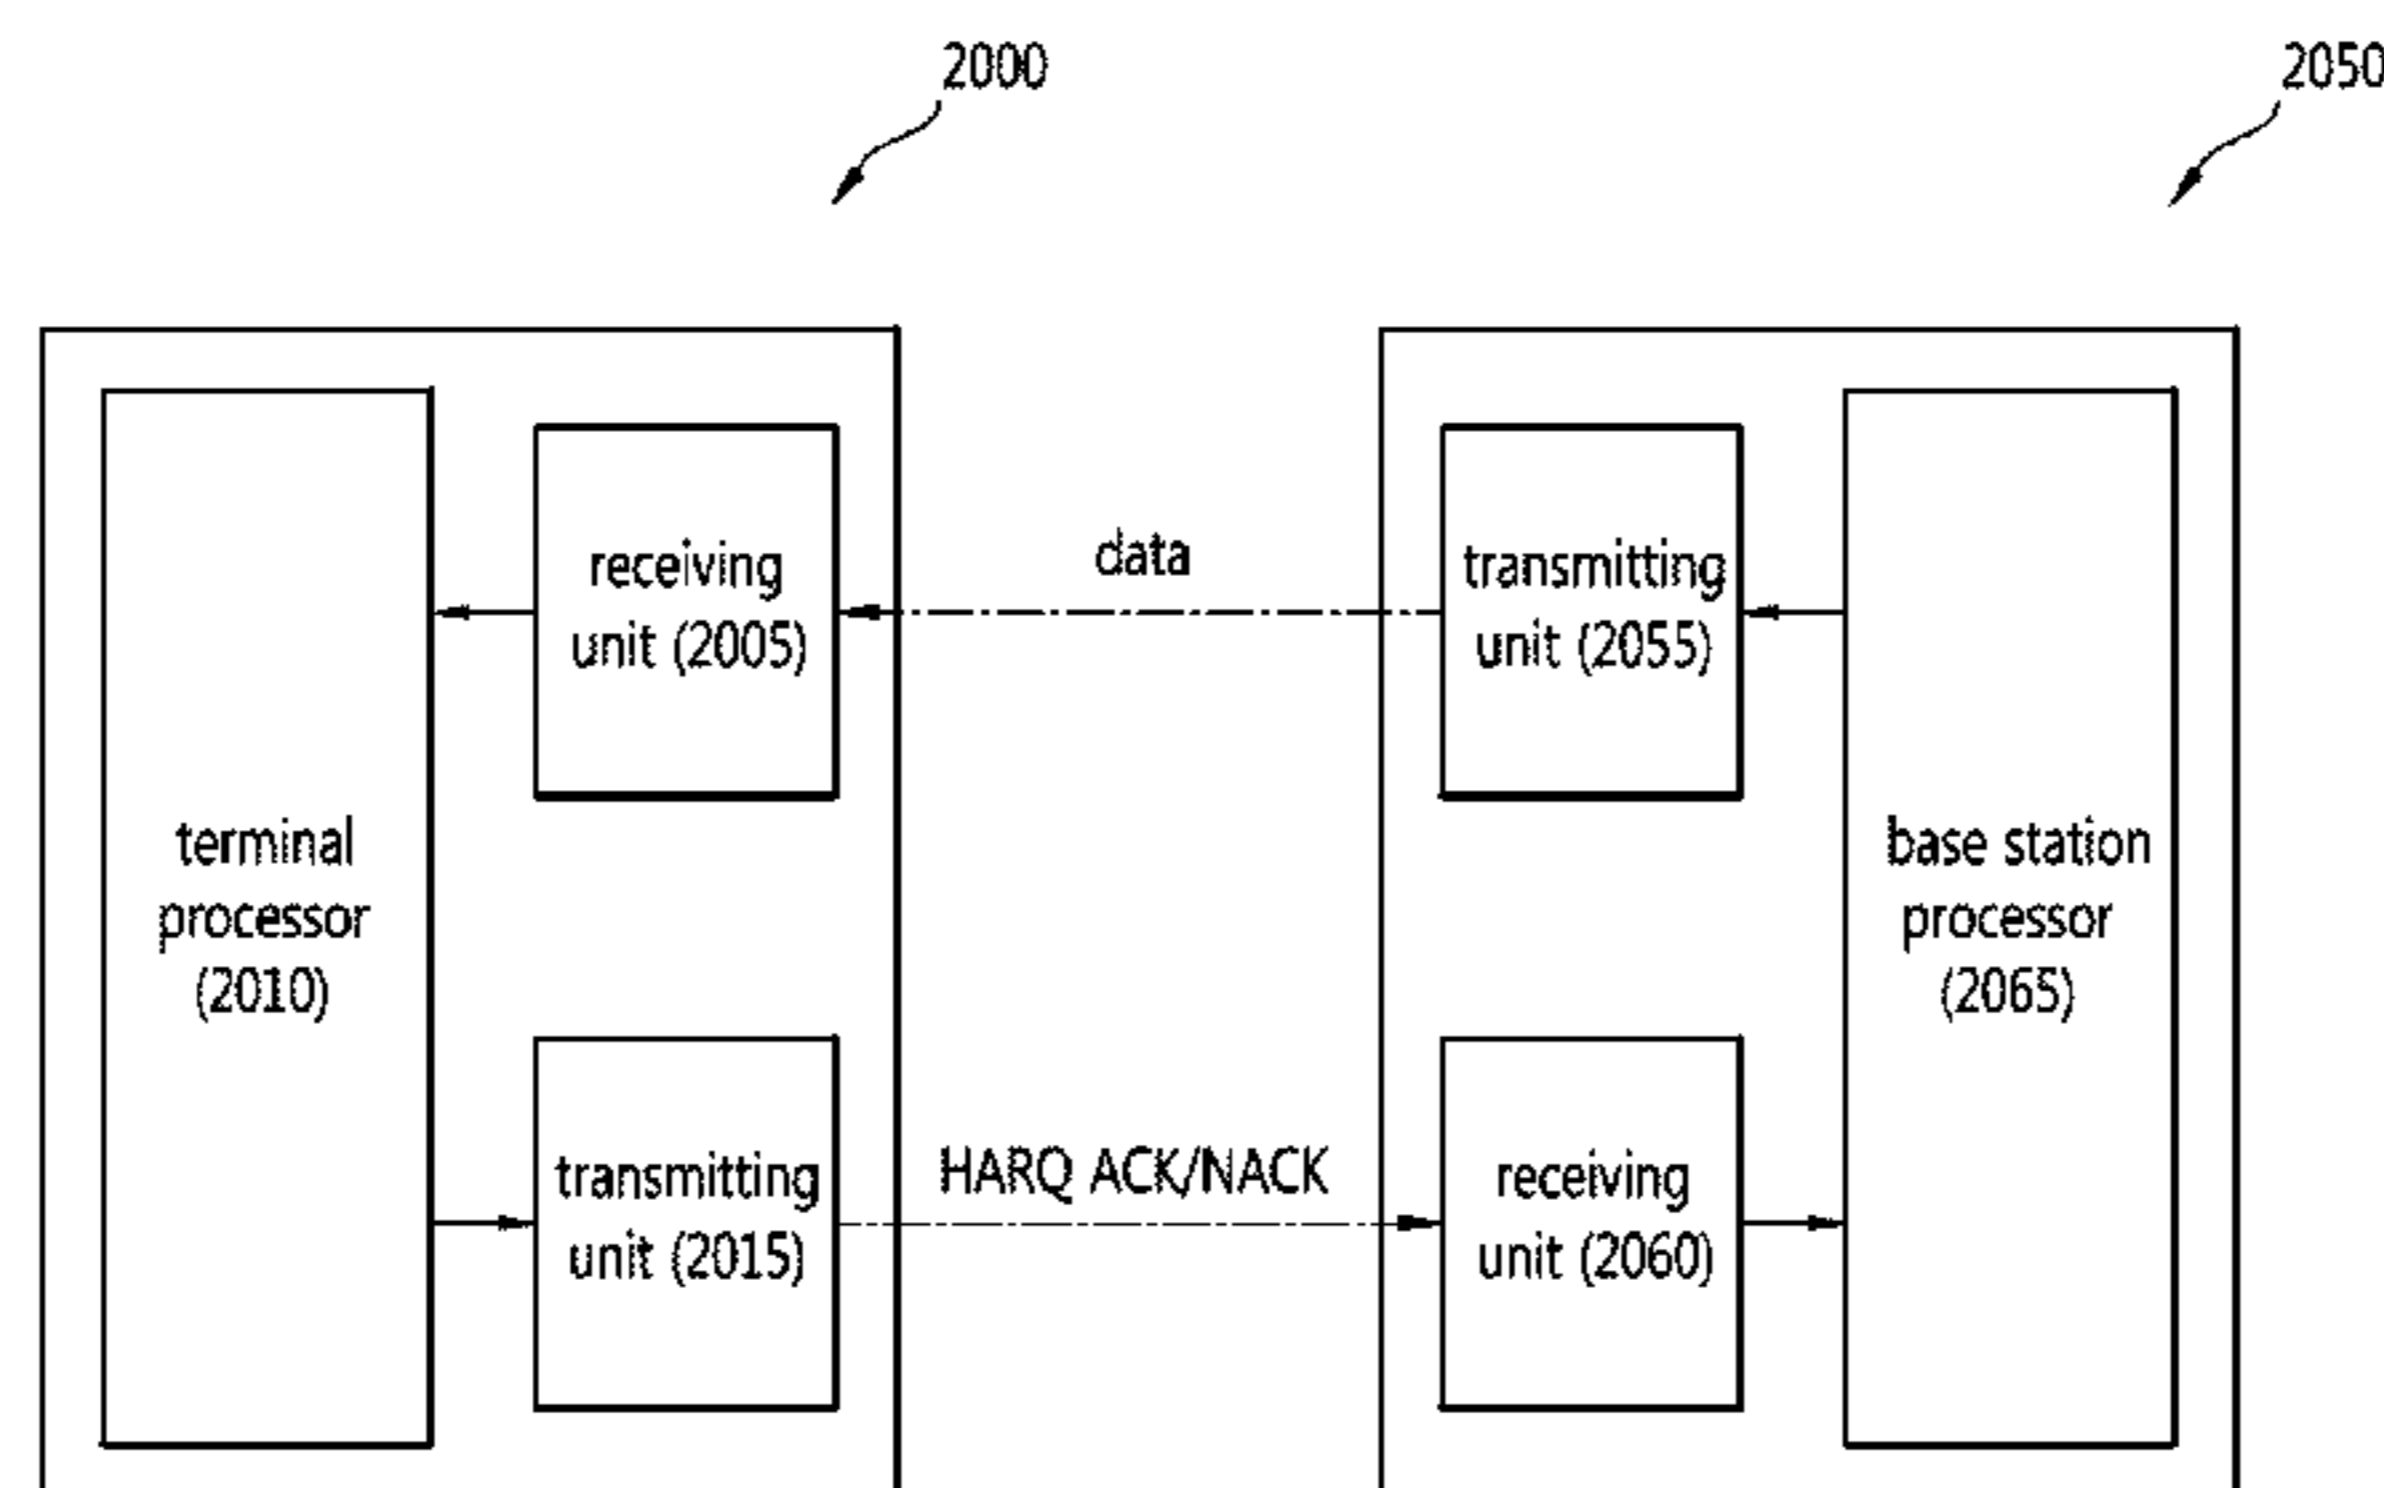 2000
2050
receiving
unit (2005)
data
transmitting
unit (2055)
terminal
processor
(2010)
base station
processor
(2065)
transmitting
unit (2015)
HARQ ACK/NACK
receiving
unit (2060)